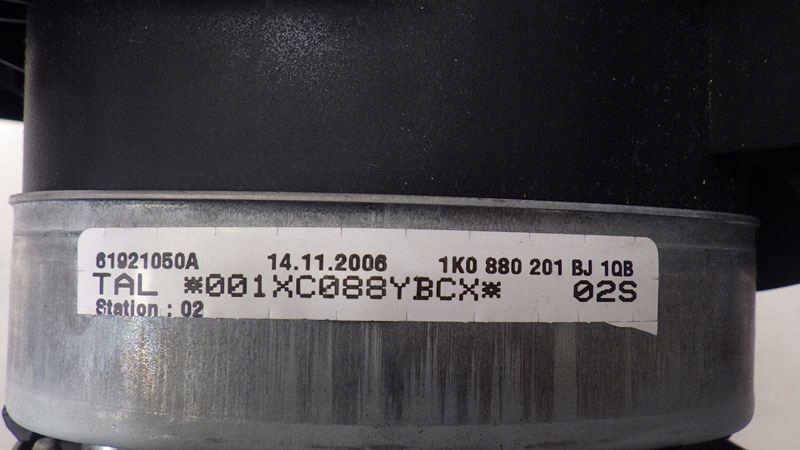 61921050A 14.11.2006 1K0 880 201 BJ 1QB
TAL *001XC088YBCX* 02S
Station : 02